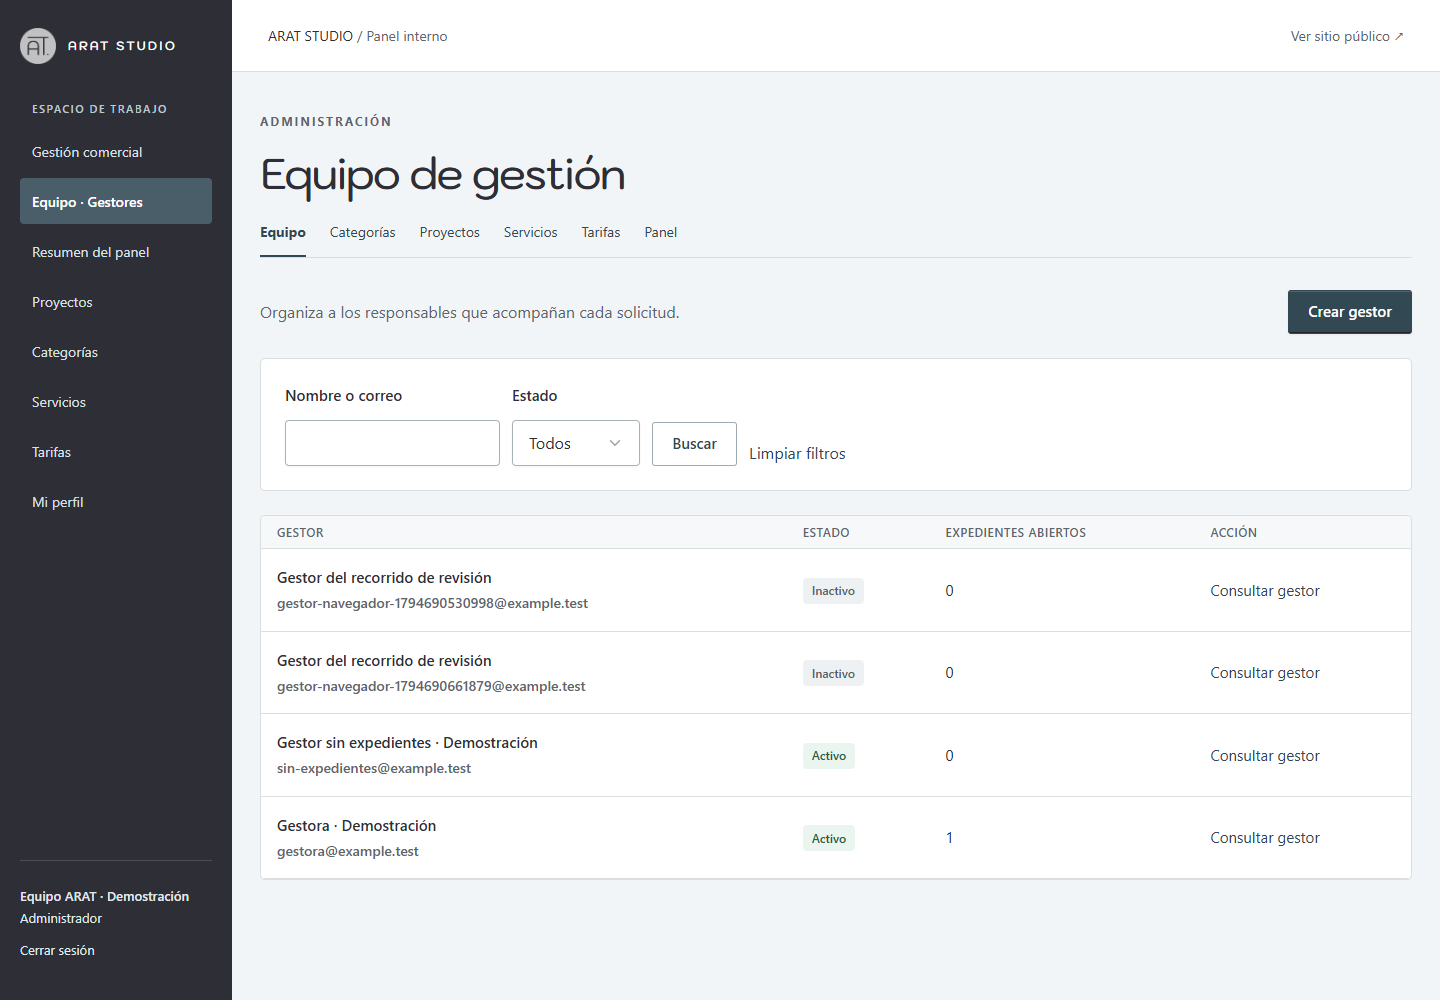 AT.
ARAT STUDIO
ESPACIO DE TRABAJO
Gestión comercial
Equipo · Gestores
Resumen del panel
Proyectos
Categorías
Servicios
Tarifas
Mi perfil
Equipo ARAT · Demostración
Administrador
Cerrar sesión
ARAT STUDIO / Panel interno
Ver sitio público ↗
ADMINISTRACIÓN
Equipo de gestión
Equipo Categorías Proyectos Servicios Tarifas Panel
Organiza a los responsables que acompañan cada solicitud.
Crear gestor
Nombre o correo Estado
Todos Buscar Limpiar filtros
GESTOR ESTADO EXPEDIENTES ABIERTOS ACCIÓN
Gestor del recorrido de revisión
gestor-navegador-1794690530998@example.test
Inactivo 0 Consultar gestor
Gestor del recorrido de revisión
gestor-navegador-1794690661879@example.test
Inactivo 0 Consultar gestor
Gestor sin expedientes · Demostración
sin-expedientes@example.test
Activo 0 Consultar gestor
Gestora · Demostración
gestora@example.test
Activo 1 Consultar gestor